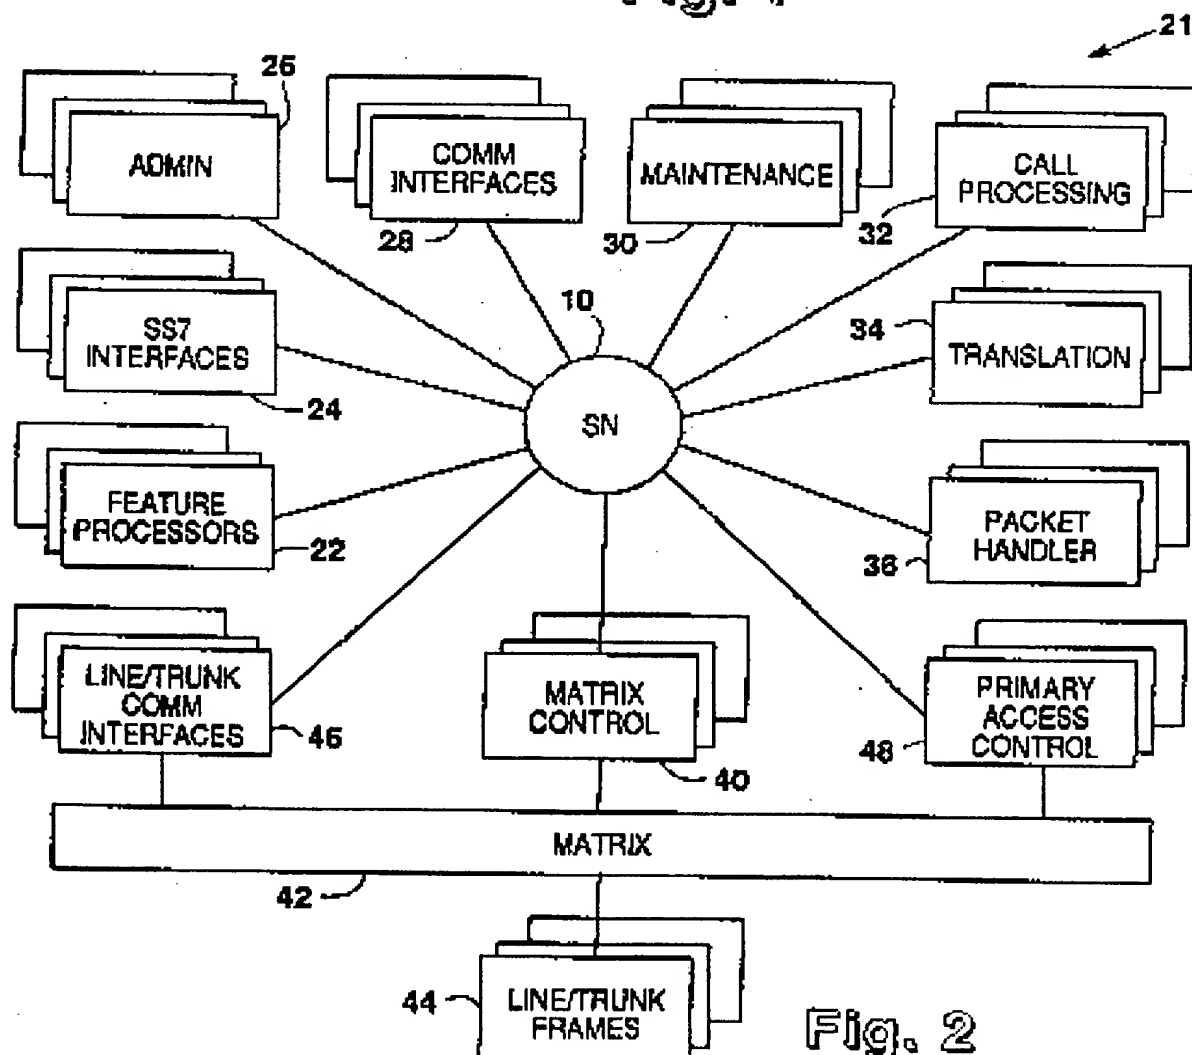 21
26
ADMIN
COMM
INTERFACES
28
MAINTENANCE
30
CALL
PROCESSING
32
SS7
INTERFACES
24
10
SN
34
TRANSLATION
FEATURE
PROCESSORS
22
PACKET
HANDLER
36
LINE/TRUNK
COMM
INTERFACES
46
MATRIX
CONTROL
40
PRIMARY
ACCESS
CONTROL
48
MATRIX
42
44
LINE/TRUNK
FRAMES
Fig. 2